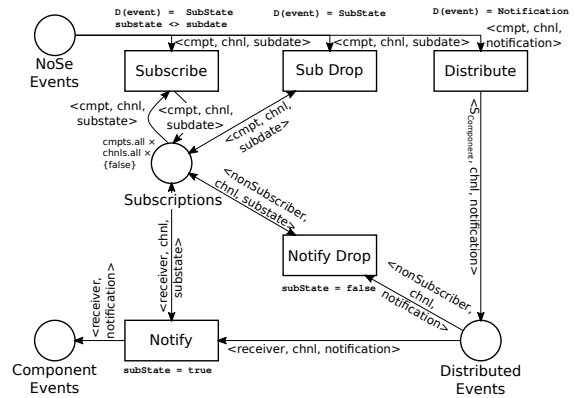 D(event) = SubState
substate <> subdate
D(event) = SubState
D(event) = Notification
<cmpt, chnl, subdate>
<cmpt, chnl, subdate>
<cmpt, chnl,
notification>
NoSe
Events
Subscribe
Sub Drop
Distribute
<cmpt, chnl,
substate>
<cmpt, chnl,
subdate>
<cmpt, chnl,
subdate>
<SComponent, chnl, notification>
cmpts.all ×
chnls.all ×
{false}
Subscriptions
<nonSubscriber,
chnl, substate>
<receiver, chnl,
substate>
Notify Drop
subState = false
<nonSubscriber,
chnl,
notification>
<receiver,
notification>
Notify
subState = true
<receiver, chnl, notification>
Component
Events
Distributed
Events